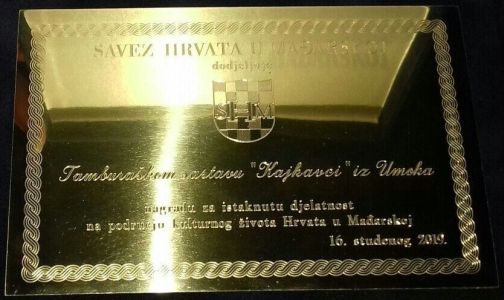 SAVEZ HRVATA U MAĐARSKOJ
dodjeljuje
SHM
Tamburaškom sastavu "Kajkavci" iz Umoka
nagradu za istaknutu djelatnost
na području kulturnog života Hrvata u Mađarskoj
16. studenog 2019.